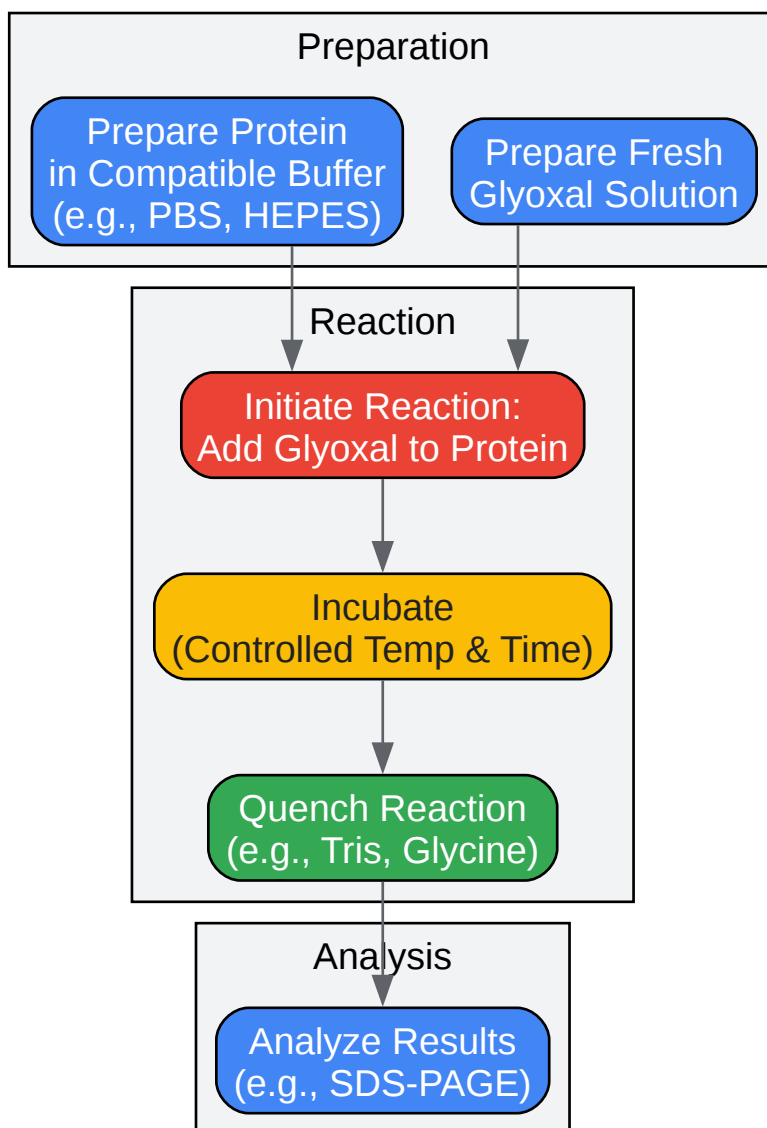 Preparation
Prepare Protein
in Compatible Buffer
(e.g., PBS, HEPES)
Prepare Fresh
Glyoxal Solution
Reaction
Initiate Reaction:
Add Glyoxal to Protein
Incubate
(Controlled Temp & Time)
Quench Reaction
(e.g., Tris, Glycine)
Analysis
Analyze Results
(e.g., SDS-PAGE)